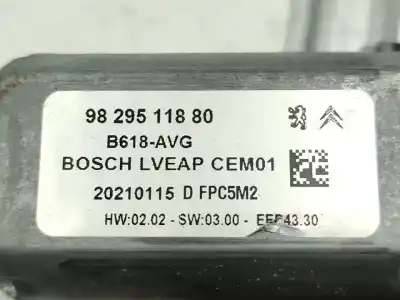 98 295 118 80
B618-AVG
BOSCH LVEAP CEM01
20210115 D FPC5M2
HW:02.02 - SW:03.00 - EEP43.30